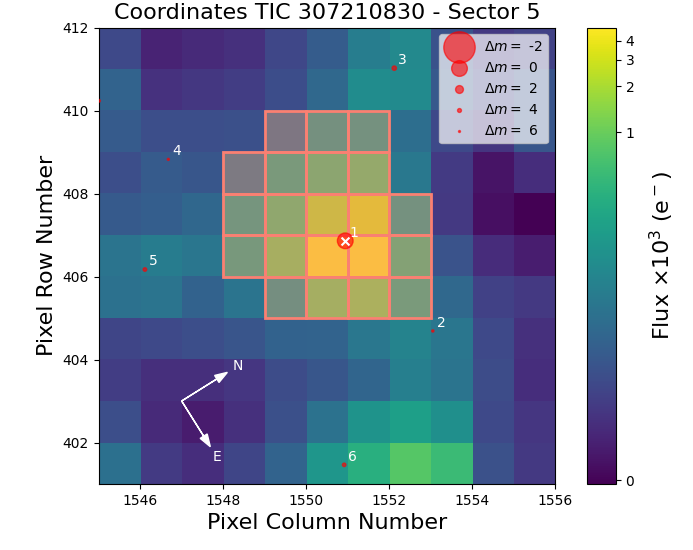 Coordinates TIC 307210830 - Sector 5
Δm = -2
Δm = 0
Δm = 2
Δm = 4
Δm = 6
412
410
408
406
404
402
Pixel Row Number
1546 1548 1550 1552 1554 1556
Pixel Column Number
3
4
1
5
2
6
N
E
4
3
2
1
0
Flux ×10³ (e⁻)